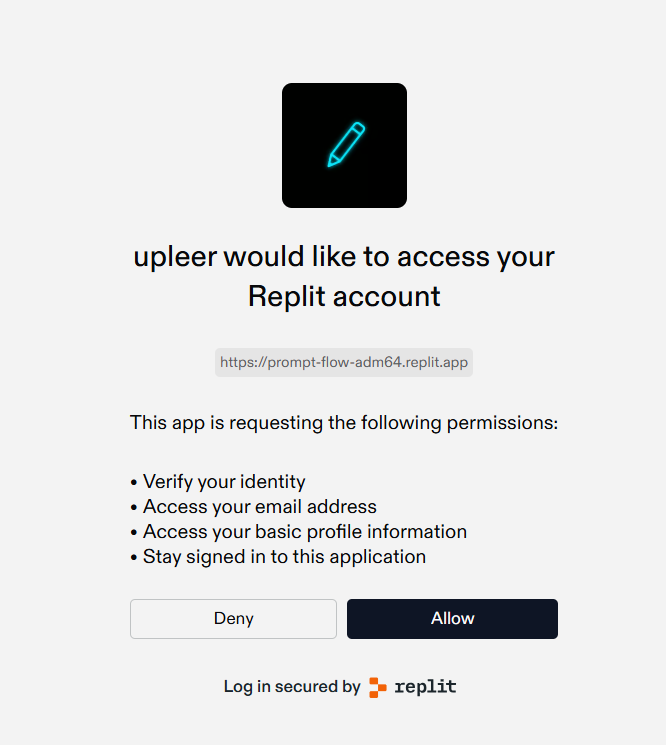 upleer would like to access your
Replit account
https://prompt-flow-adm64.replit.app
This app is requesting the following permissions:
• Verify your identity
• Access your email address
• Access your basic profile information
• Stay signed in to this application
Deny
Allow
Log in secured by replit